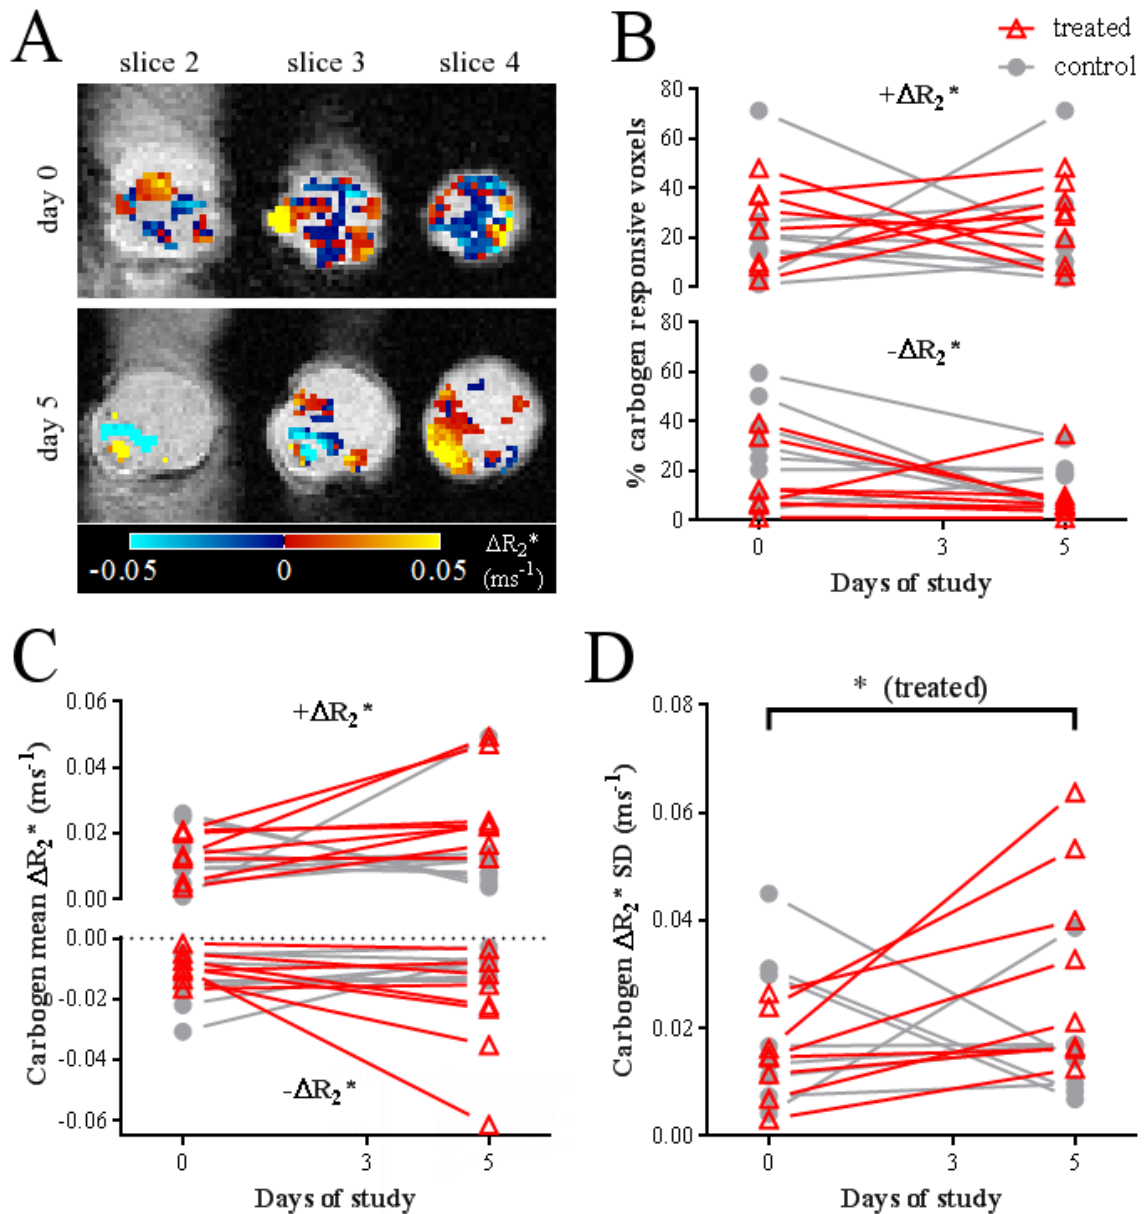 A
slice 2 slice 3 slice 4
day 0
day 5
-0.05 0 0.05
ΔR₂*
(ms⁻¹)
B
treated
control
+ΔR₂*
80
60
40
20
0
-ΔR₂*
80
60
40
20
0
% carbogen responsive voxels
0 3 5
Days of study
C
+ΔR₂*
0.06
0.04
0.02
0.00
0.00
-0.02
-0.04
-0.06
-ΔR₂*
Carbogen mean ΔR₂* (ms⁻¹)
0 3 5
Days of study
D
* (treated)
0.08
0.06
0.04
0.02
0.00
Carbogen ΔR₂* SD (ms⁻¹)
0 3 5
Days of study